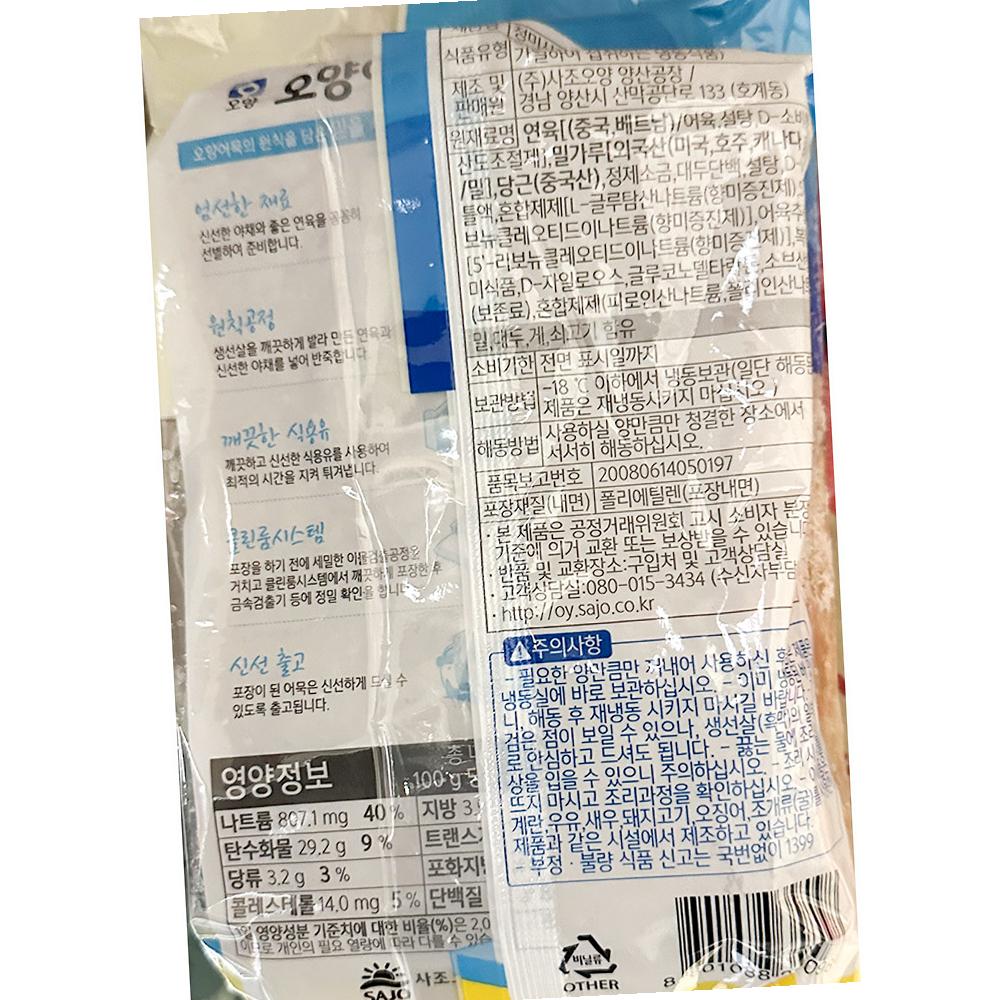 오양
오양
오양어묵의 원칙을 담은
엄선한 재료
신선한 야채와 좋은 연육을 꼼꼼히
선별하여 준비합니다.
원칙공정
생선살을 깨끗하게 발라 만든 연육과
신선한 야채를 넣어 반죽합니다
깨끗한 식용유
깨끗하고 신선한 식용유를 사용하여
최적의 시간을 지켜 튀겨냅니다.
클린룸시스템
포장을 하기 전에 세밀한 이물검출공정을
거치고 클린룸시스템에서 깨끗하게 포장한 후
금속검출기 등에 정밀 확인을 합니다
신선 출고
포장이 된 어묵은 신선하게 드실 수
있도록 출고됩니다.
영양정보
100 g
나트륨 807.1 mg 40 % 지방
탄수화물 29.2 g 9 % 트랜스
당류 3.2 g 3 % 포화지방
콜레스테롤 14.0 mg 5 % 단백질
1일 영양성분 기준치에 대한 비율(%)은 2,0
이므로 개인의 필요 열량에 따라 다를 수 있습
SAJO 사조
식품유형 가열하여 섭취하는 냉동식품)
제조 및 판매원 (주)사조오양 양산공장 /
경남 양산시 산막공단로 133 (호계동)
원재료명 연육[(중국,베트남)/어육,설탕 D-소비
산도조절제],밀가루[외국산(미국,호주,캐나다
/밀],당근(중국산),정제소금,대두단백,설탕,D-
틀액,혼합제제[L-글루탐산나트륨(향미증진제)
보뉴클레오티드이나트륨(향미증진제)],어육추
[5'-리보뉴클레오티드이나트륨(향미증진제)],복
미식품,D-자일로오스,글루코노델타락톤,소브산
(보존료),혼합제제(피로인산나트륨,폴리인산나트
밀,대두,게,쇠고기 함유
소비기한 전면 표시일까지
보관방법 -18 ℃ 이하에서 냉동보관(일단 해동된
제품은 재냉동시키지 마십시오 /
해동방법 사용하실 양만큼만 청결한 장소에서
서서히 해동하십시오.
품목보고번호 20080614050197
포장재질(내면) 폴리에틸렌(포장내면)
· 본 제품은 공정거래위원회 고시 소비자 분쟁
기준에 의거 교환 또는 보상받을 수 있습니
· 반품 및 교환장소:구입처 및 고객상담실
· 고객상담실:080-015-3434 (수신자부담
· http://oy.sajo.co.kr
주의사항
- 필요한 양만큼만 꺼내어 사용하신 후 제품은
냉동실에 바로 보관하십시오. - 이미 냉동된
니, 해동 후 재냉동 시키지 마시길 바랍니다. -
검은 점이 보일 수 있으나, 생선살(흑막)의 일
로 안심하고 드셔도 됩니다. - 끓는 물에 조리
상을 입을 수 있으니 주의하십시오. - 조리 시
뜨지 마시고 조리과정을 확인하십시오. - 이
계란,우유,새우,돼지고기,오징어,조개류(굴)를
제품과 같은 시설에서 제조하고 있습니다.
- 부정 · 불량 식품 신고는 국번없이 1399
비닐류
OTHER